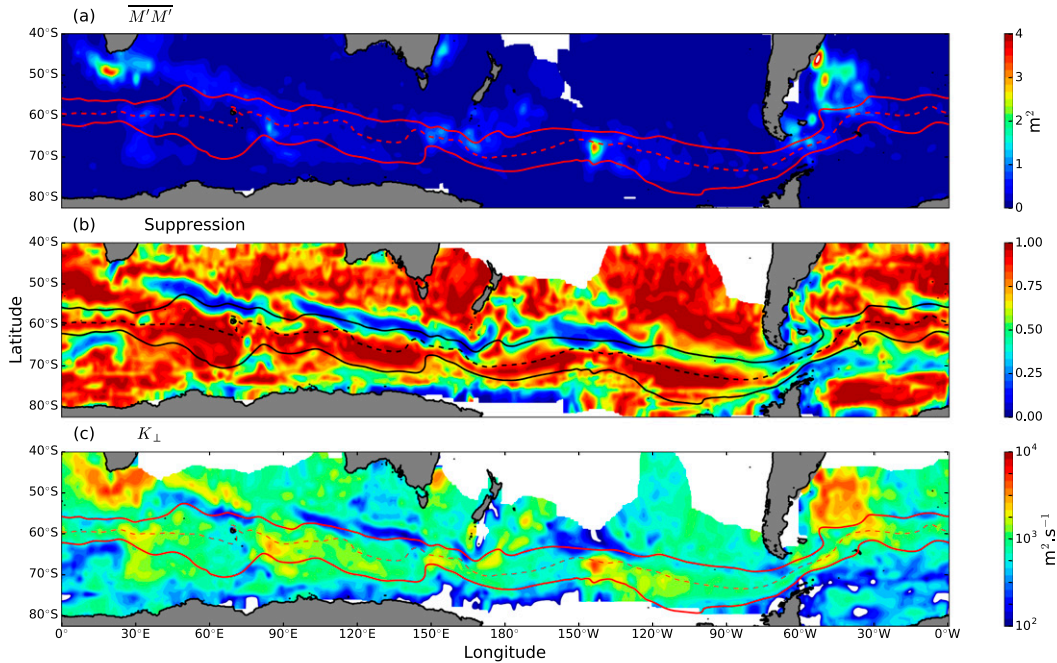 (a) $\overline{M'M'}$
40°S
50°S
60°S
70°S
80°S
4
3
2
1
0
m²
(b) Suppression
40°S
50°S
60°S
70°S
80°S
Latitude
1.00
0.75
0.50
0.25
0.00
(c) K⊥
40°S
50°S
60°S
70°S
80°S
10⁴
10³
10²
m².s⁻¹
0° 30°E 60°E 90°E 120°E 150°E 180° 150°W 120°W 90°W 60°W 30°W 0°W
Longitude